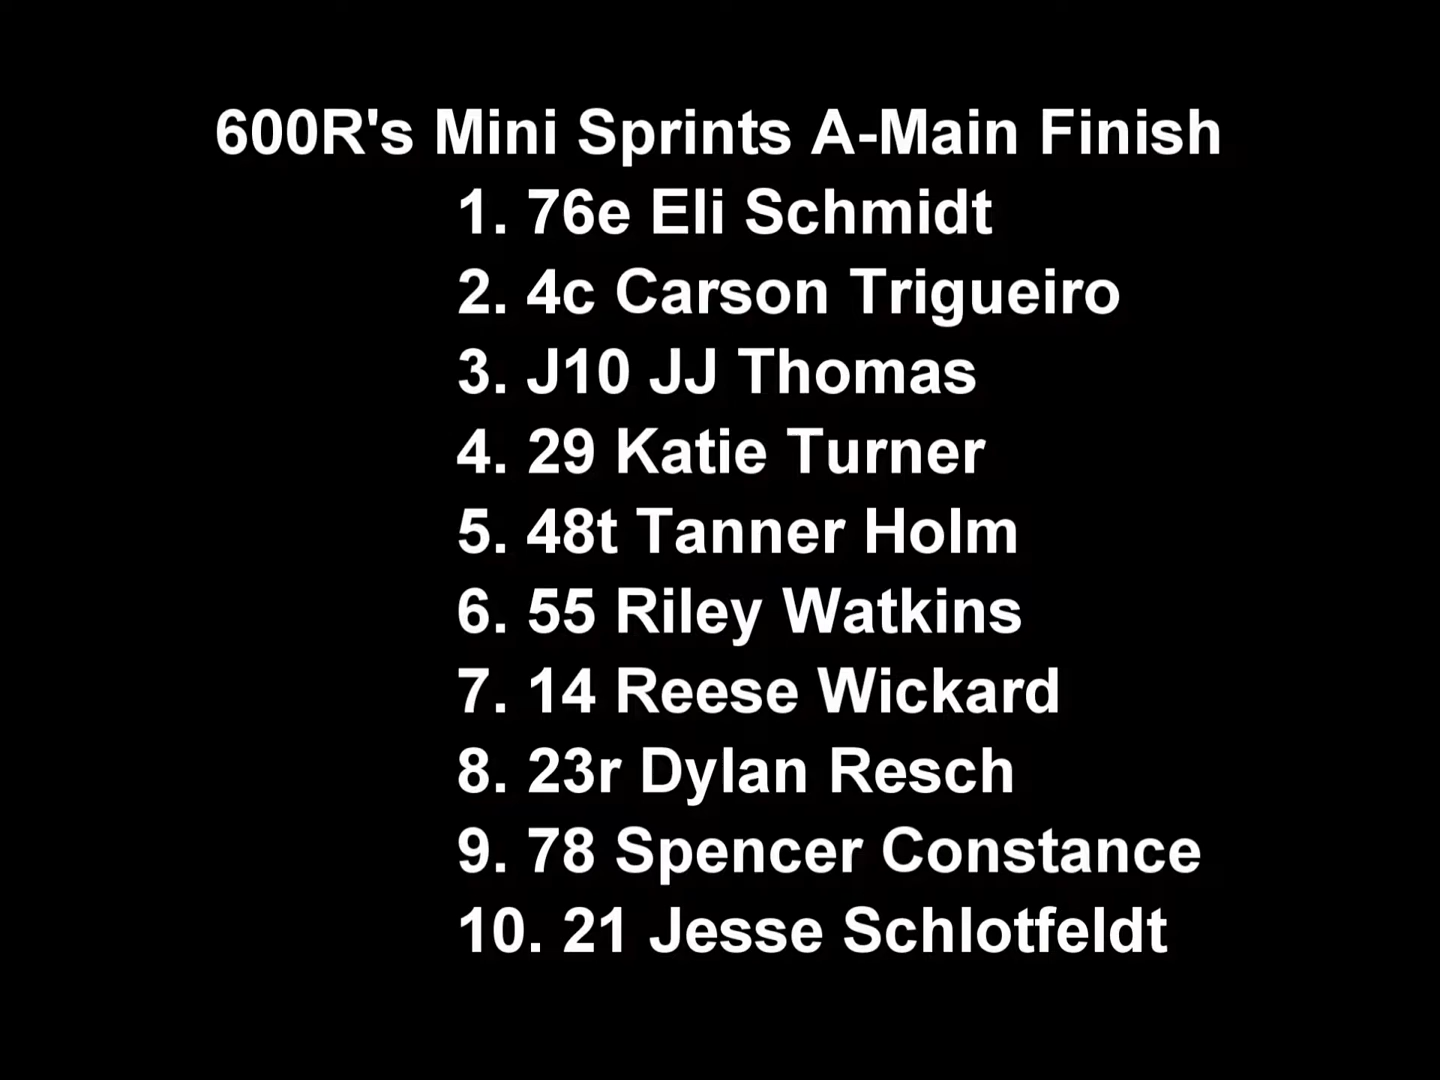 600R's Mini Sprints A-Main Finish
1. 76e Eli Schmidt
2. 4c Carson Trigueiro
3. J10 JJ Thomas
4. 29 Katie Turner
5. 48t Tanner Holm
6. 55 Riley Watkins
7. 14 Reese Wickard
8. 23r Dylan Resch
9. 78 Spencer Constance
10. 21 Jesse Schlotfeldt